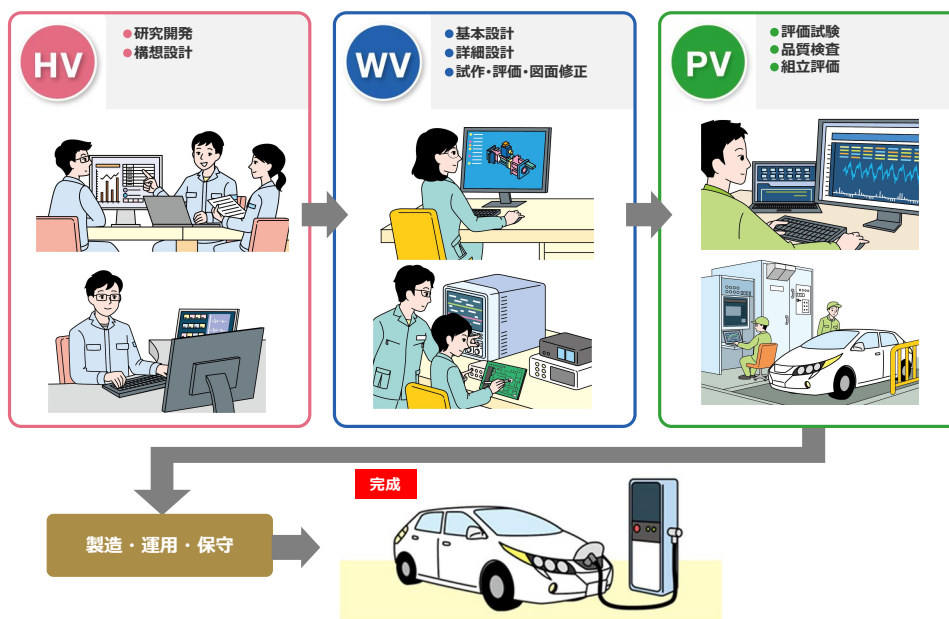 HV
●研究開発
●構想設計
WV
●基本設計
●詳細設計
●試作・評価・図面修正
PV
●評価試験
●品質検査
●組立評価
完成
製造・運用・保守